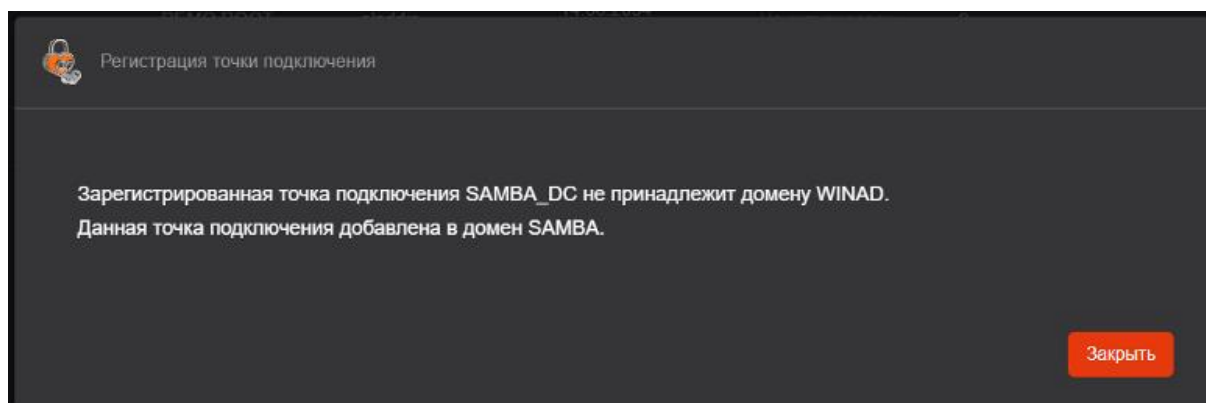 Регистрация точки подключения
Зарегистрированная точка подключения SAMBA_DC не принадлежит домену WINAD.
Данная точка подключения добавлена в домен SAMBA.
Закрыть